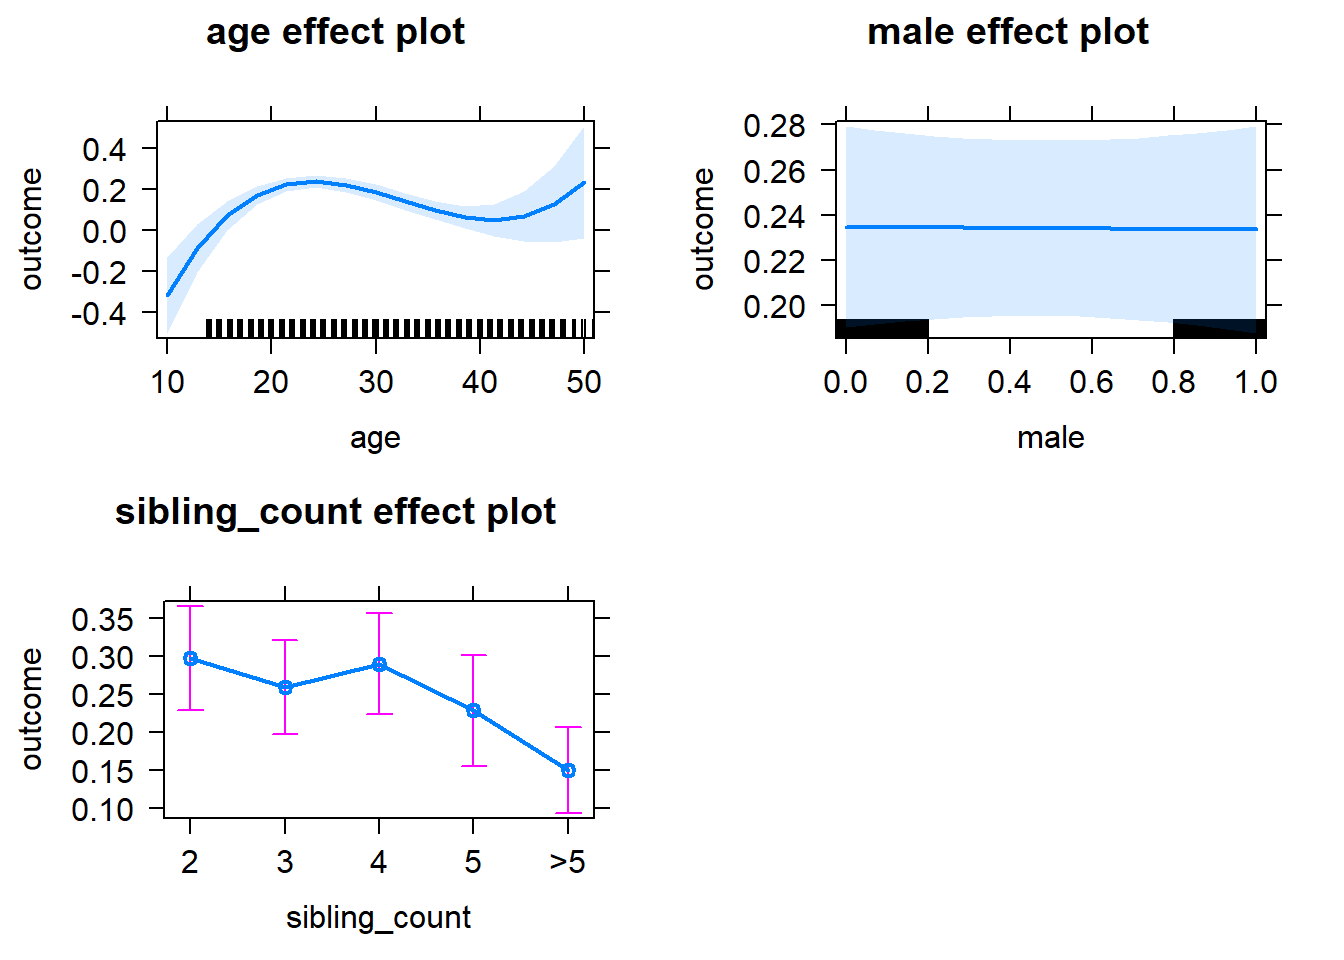 age effect plot
outcome
0.4
0.2
0.0
-0.2
-0.4
10 20 30 40 50
age
male effect plot
outcome
0.28
0.26
0.24
0.22
0.20
0.0 0.2 0.4 0.6 0.8 1.0
male
sibling_count effect plot
outcome
0.35
0.30
0.25
0.20
0.15
0.10
2 3 4 5 >5
sibling_count